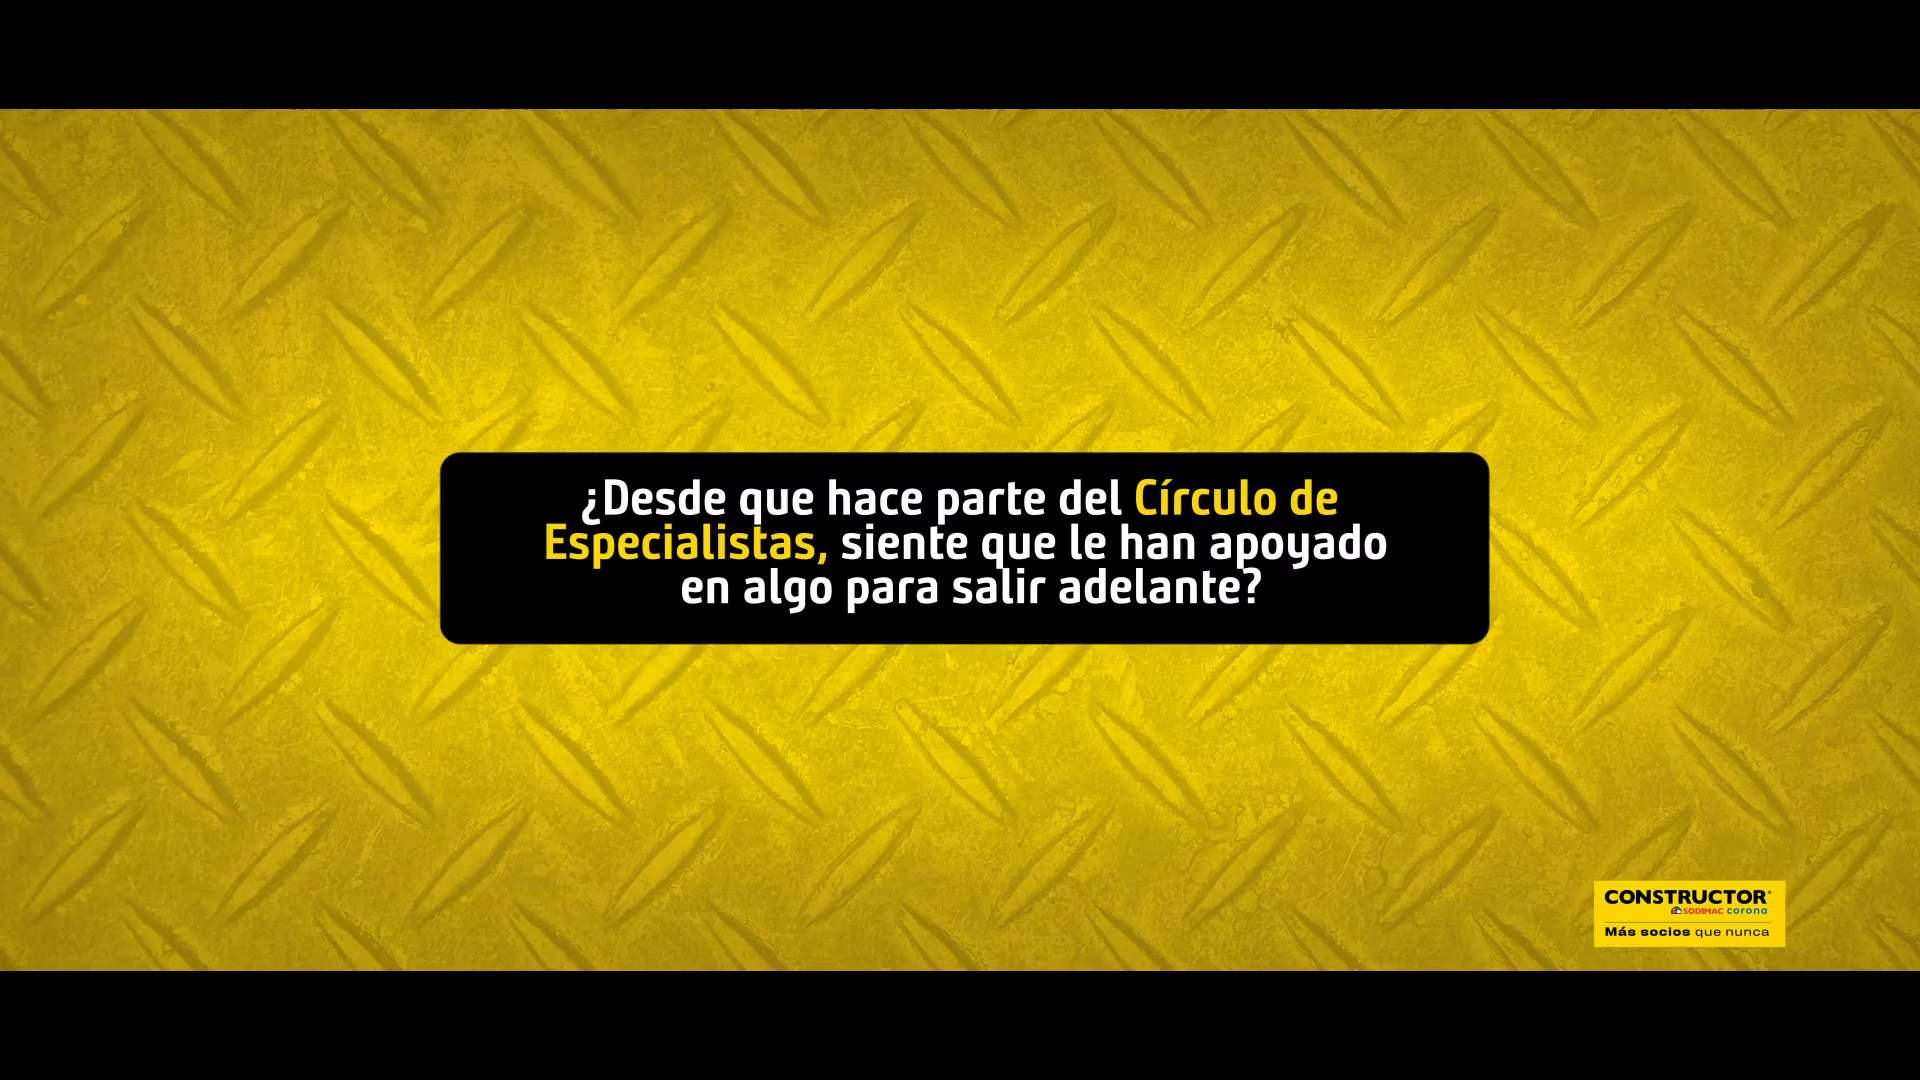 ¿Desde que hace parte del Círculo de
Especialistas, siente que le han apoyado
en algo para salir adelante?
CONSTRUCTOR®
SODIMAC corona
Más socios que nunca